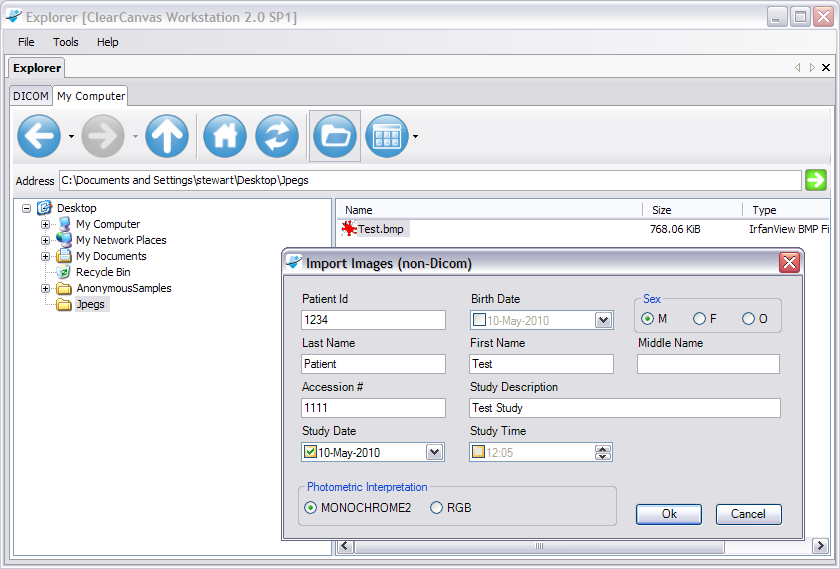 Explorer [ClearCanvas Workstation 2.0 SP1]
File Tools Help
Explorer
DICOM My Computer
Address C:\Documents and Settings\stewart\Desktop\Jpegs
Desktop
My Computer
My Network Places
My Documents
Recycle Bin
AnonymousSamples
Jpegs
Name Size Type
Test.bmp 768.06 KiB IrfanView BMP Fi
Import Images (non-Dicom)
Patient Id Birth Date Sex
1234 10-May-2010 M F O
Last Name First Name Middle Name
Patient Test
Accession # Study Description
1111 Test Study
Study Date Study Time
10-May-2010 12:05
Photometric Interpretation
MONOCHROME2 RGB
Ok Cancel